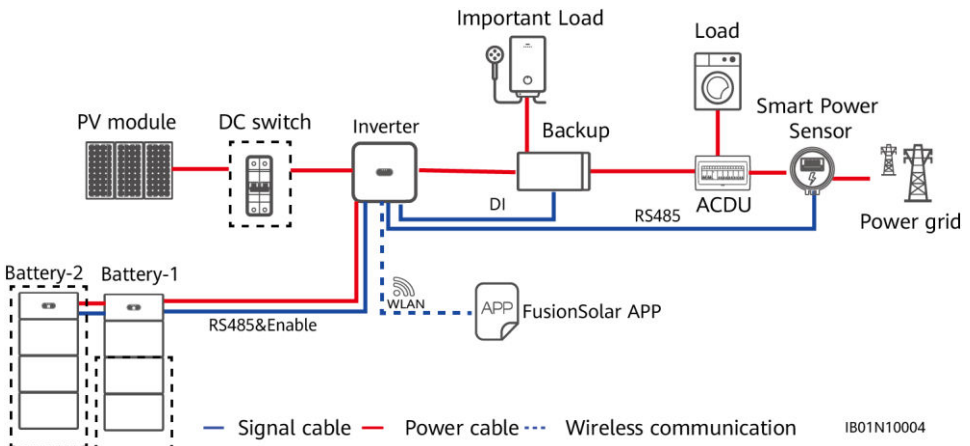 Important Load
Load
PV module
DC switch
Inverter
Backup
Smart Power
Sensor
DI
RS485
ACDU
Power grid
Battery-2
Battery-1
WLAN
APP
FusionSolar APP
RS485&Enable
Signal cable
Power cable
Wireless communication
IB01N10004